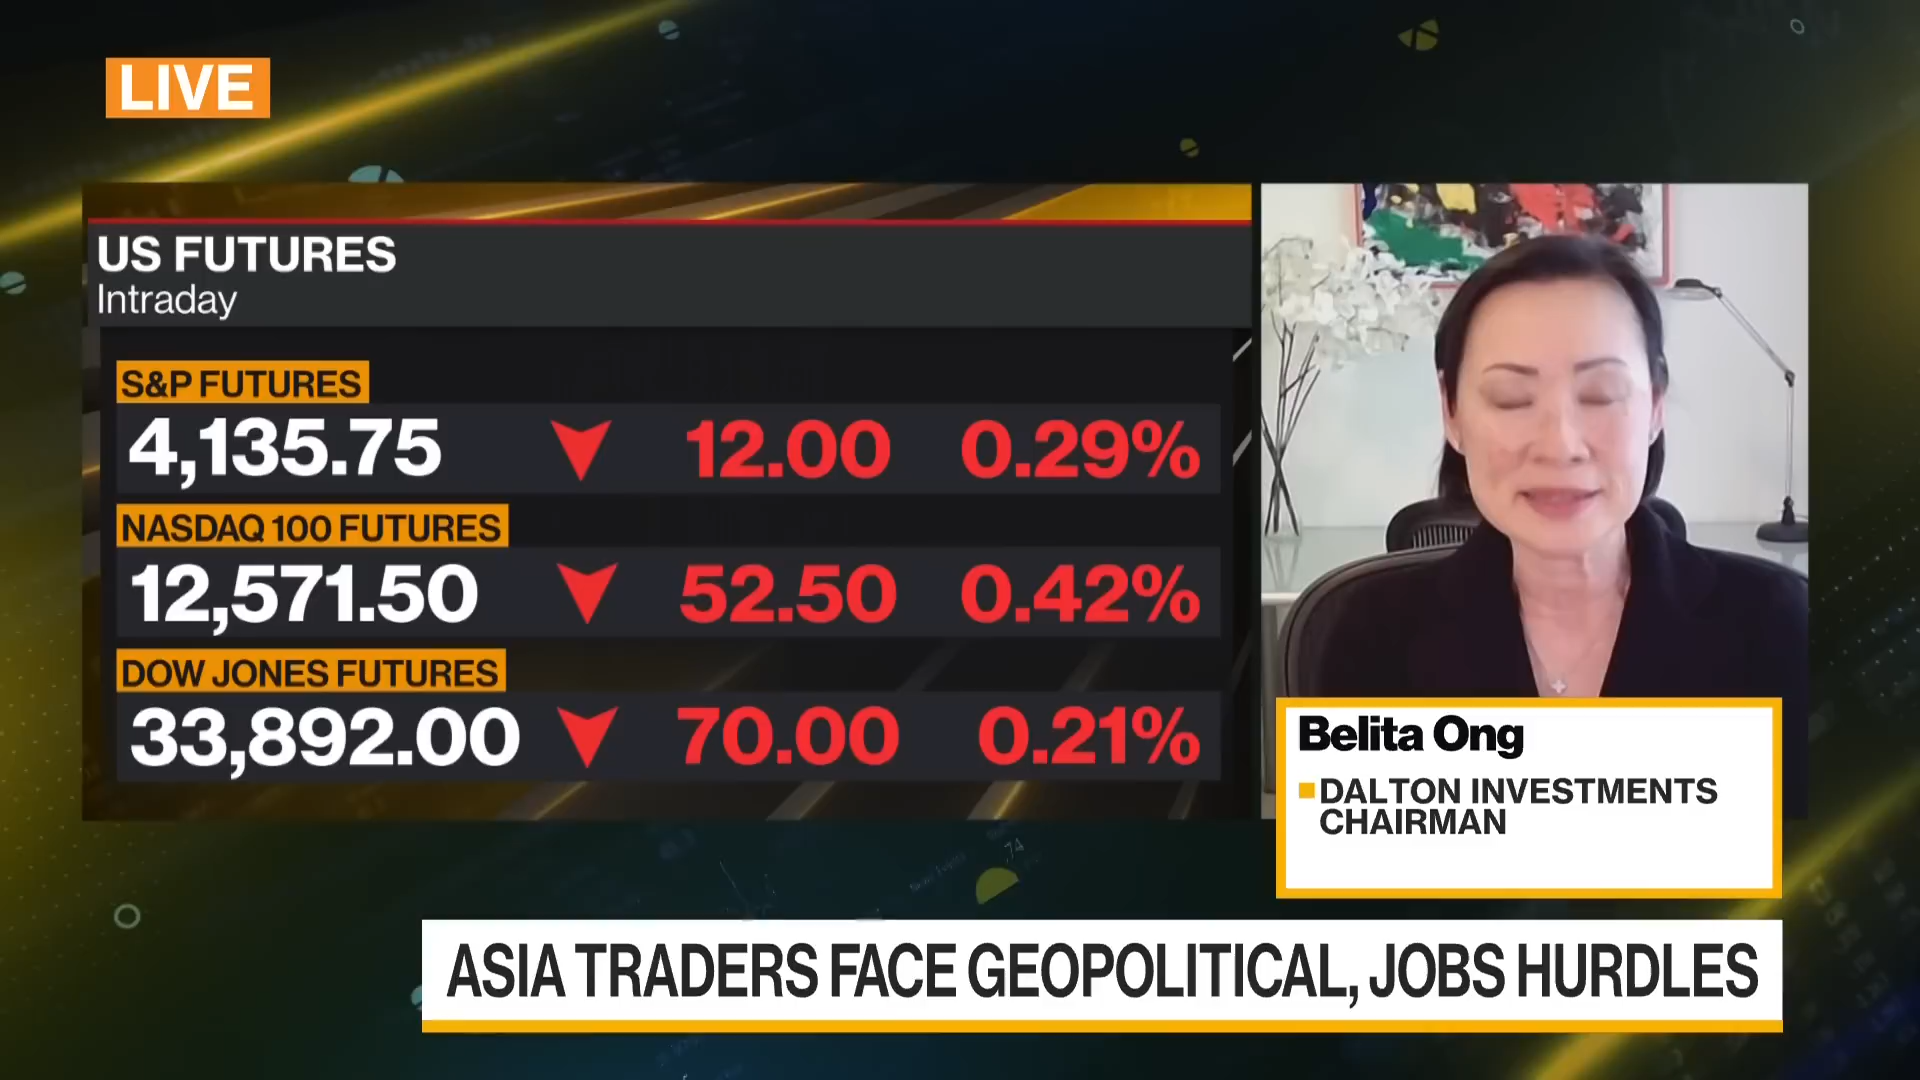 LIVE
US FUTURES
Intraday
S&P FUTURES
4,135.75 12.00 0.29%
NASDAQ 100 FUTURES
12,571.50 52.50 0.42%
DOW JONES FUTURES
33,892.00 70.00 0.21%
Belita Ong
DALTON INVESTMENTS
CHAIRMAN
ASIA TRADERS FACE GEOPOLITICAL, JOBS HURDLES